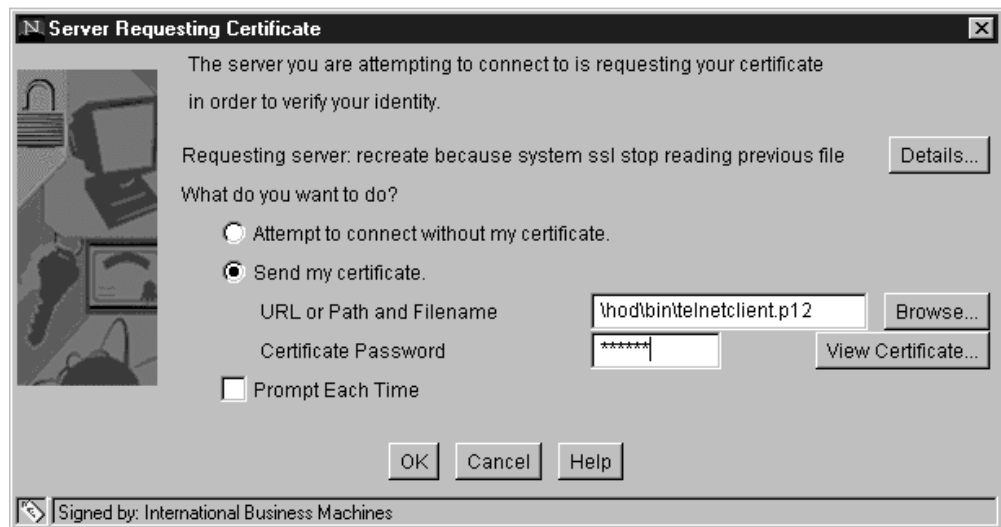 N Server Requesting Certificate
The server you are attempting to connect to is requesting your certificate
in order to verify your identity.
Requesting server: recreate because system ssl stop reading previous file Details...
What do you want to do?
Attempt to connect without my certificate.
Send my certificate.
URL or Path and Filename \hod\bin\telnetclient.p12 Browse...
Certificate Password ****** View Certificate...
Prompt Each Time
OK Cancel Help
Signed by: International Business Machines